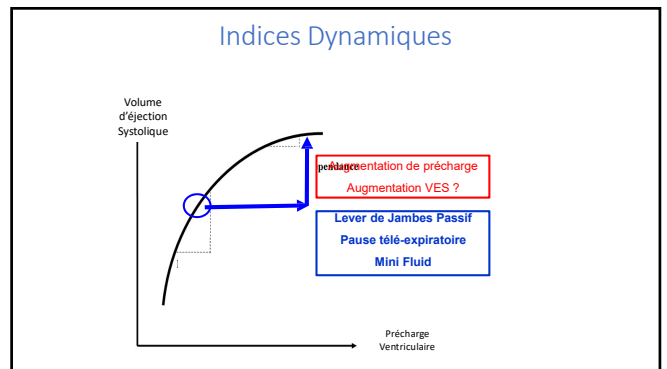 Indices Dynamiques
Volume
d'éjection
Systolique
Augmentation de précharge
Augmentation VES ?
Lever de Jambes Passif
Pause télé-expiratoire
Mini Fluid
Précharge
Ventriculaire